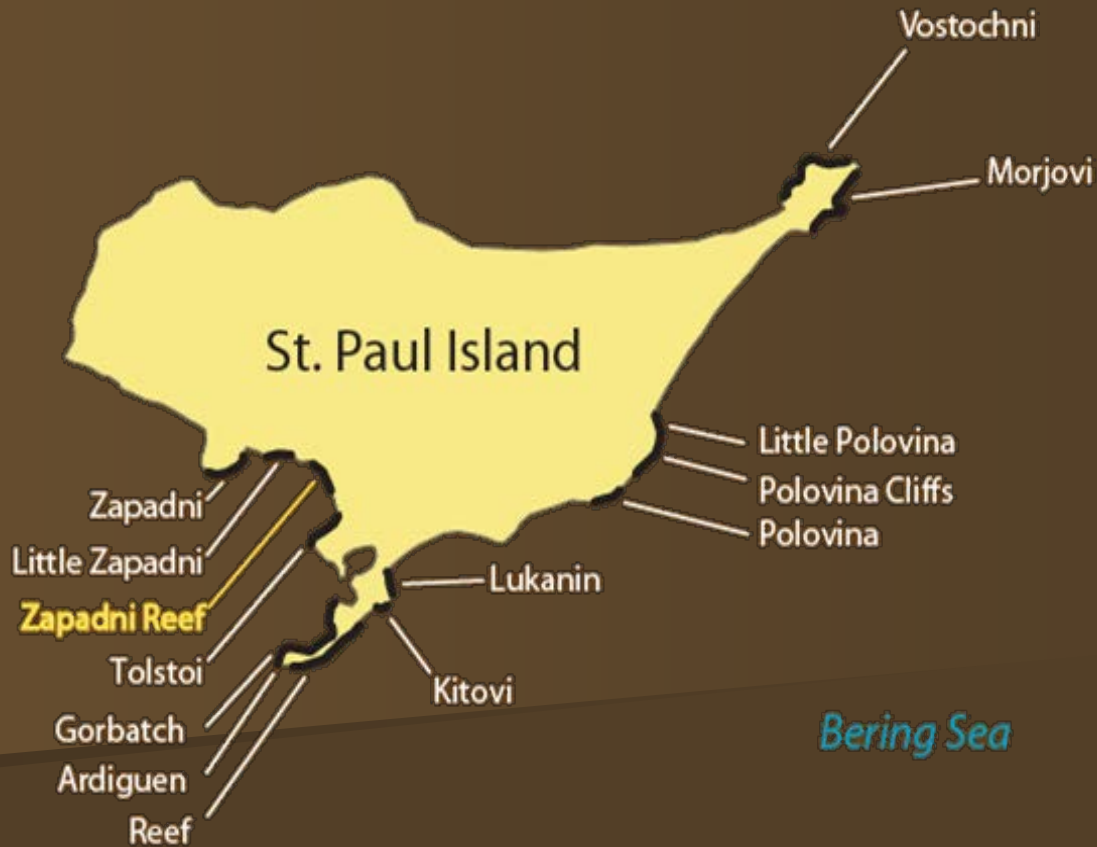 Vostochni
Morjovi
St. Paul Island
Little Polovina
Polovina Cliffs
Polovina
Zapadni
Little Zapadni
Zapadni Reef
Tolstoi
Gorbatch
Ardiguen
Reef
Lukanin
Kitovi
Bering Sea